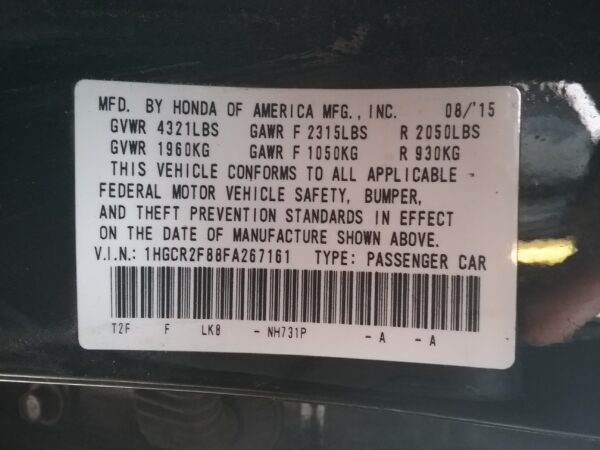 MFD. BY HONDA OF AMERICA MFG., INC. 08/'15
GVWR 4321LBS GAWR F 2315LBS R 2050LBS
GVWR 1960KG GAWR F 1050KG R 930KG
THIS VEHICLE CONFORMS TO ALL APPLICABLE
FEDERAL MOTOR VEHICLE SAFETY, BUMPER,
AND THEFT PREVENTION STANDARDS IN EFFECT
ON THE DATE OF MANUFACTURE SHOWN ABOVE.
V.I.N.: 1HGCR2F88FA267161 TYPE: PASSENGER CAR
T2F F LK8 - NH731P - A - A